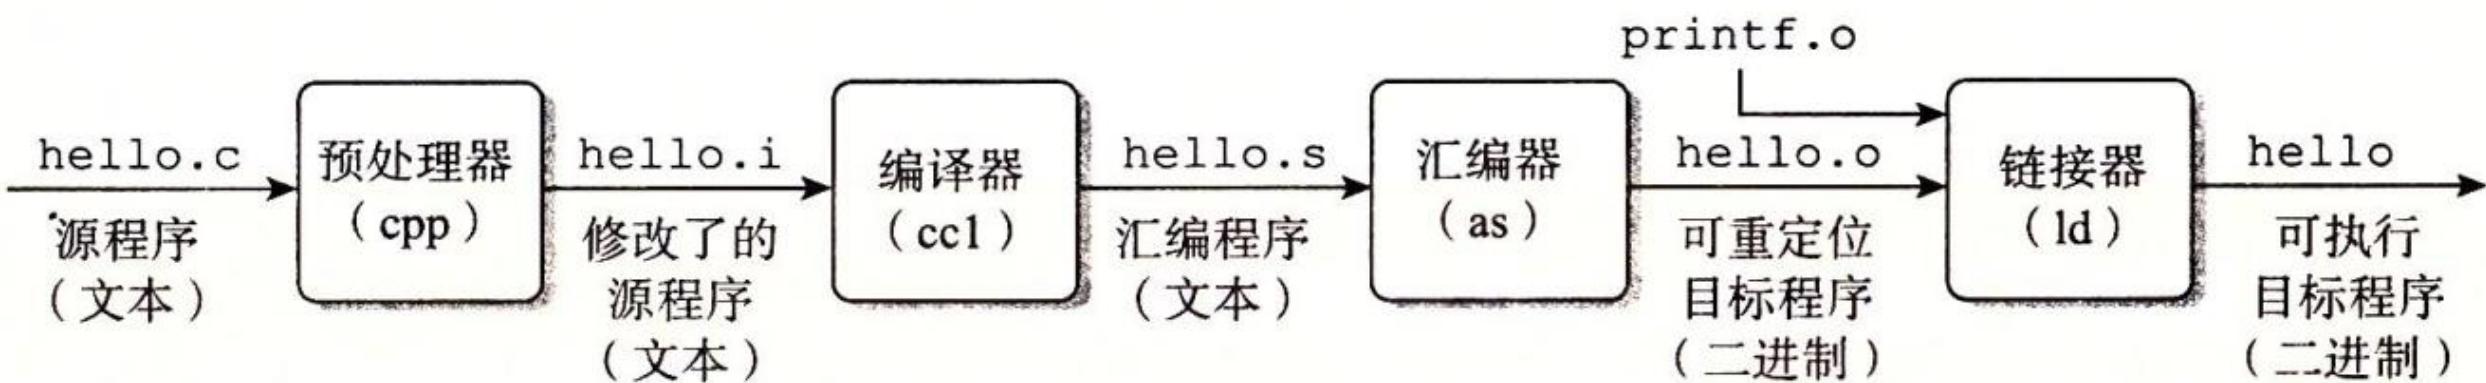 printf.o
hello.c
预处理器
(cpp)
hello.i
编译器
(cc1)
hello.s
汇编器
(as)
hello.o
链接器
(ld)
hello
源程序
(文本)
修改了的
源程序
(文本)
汇编程序
(文本)
可重定位
目标程序
(二进制)
可执行
目标程序
(二进制)